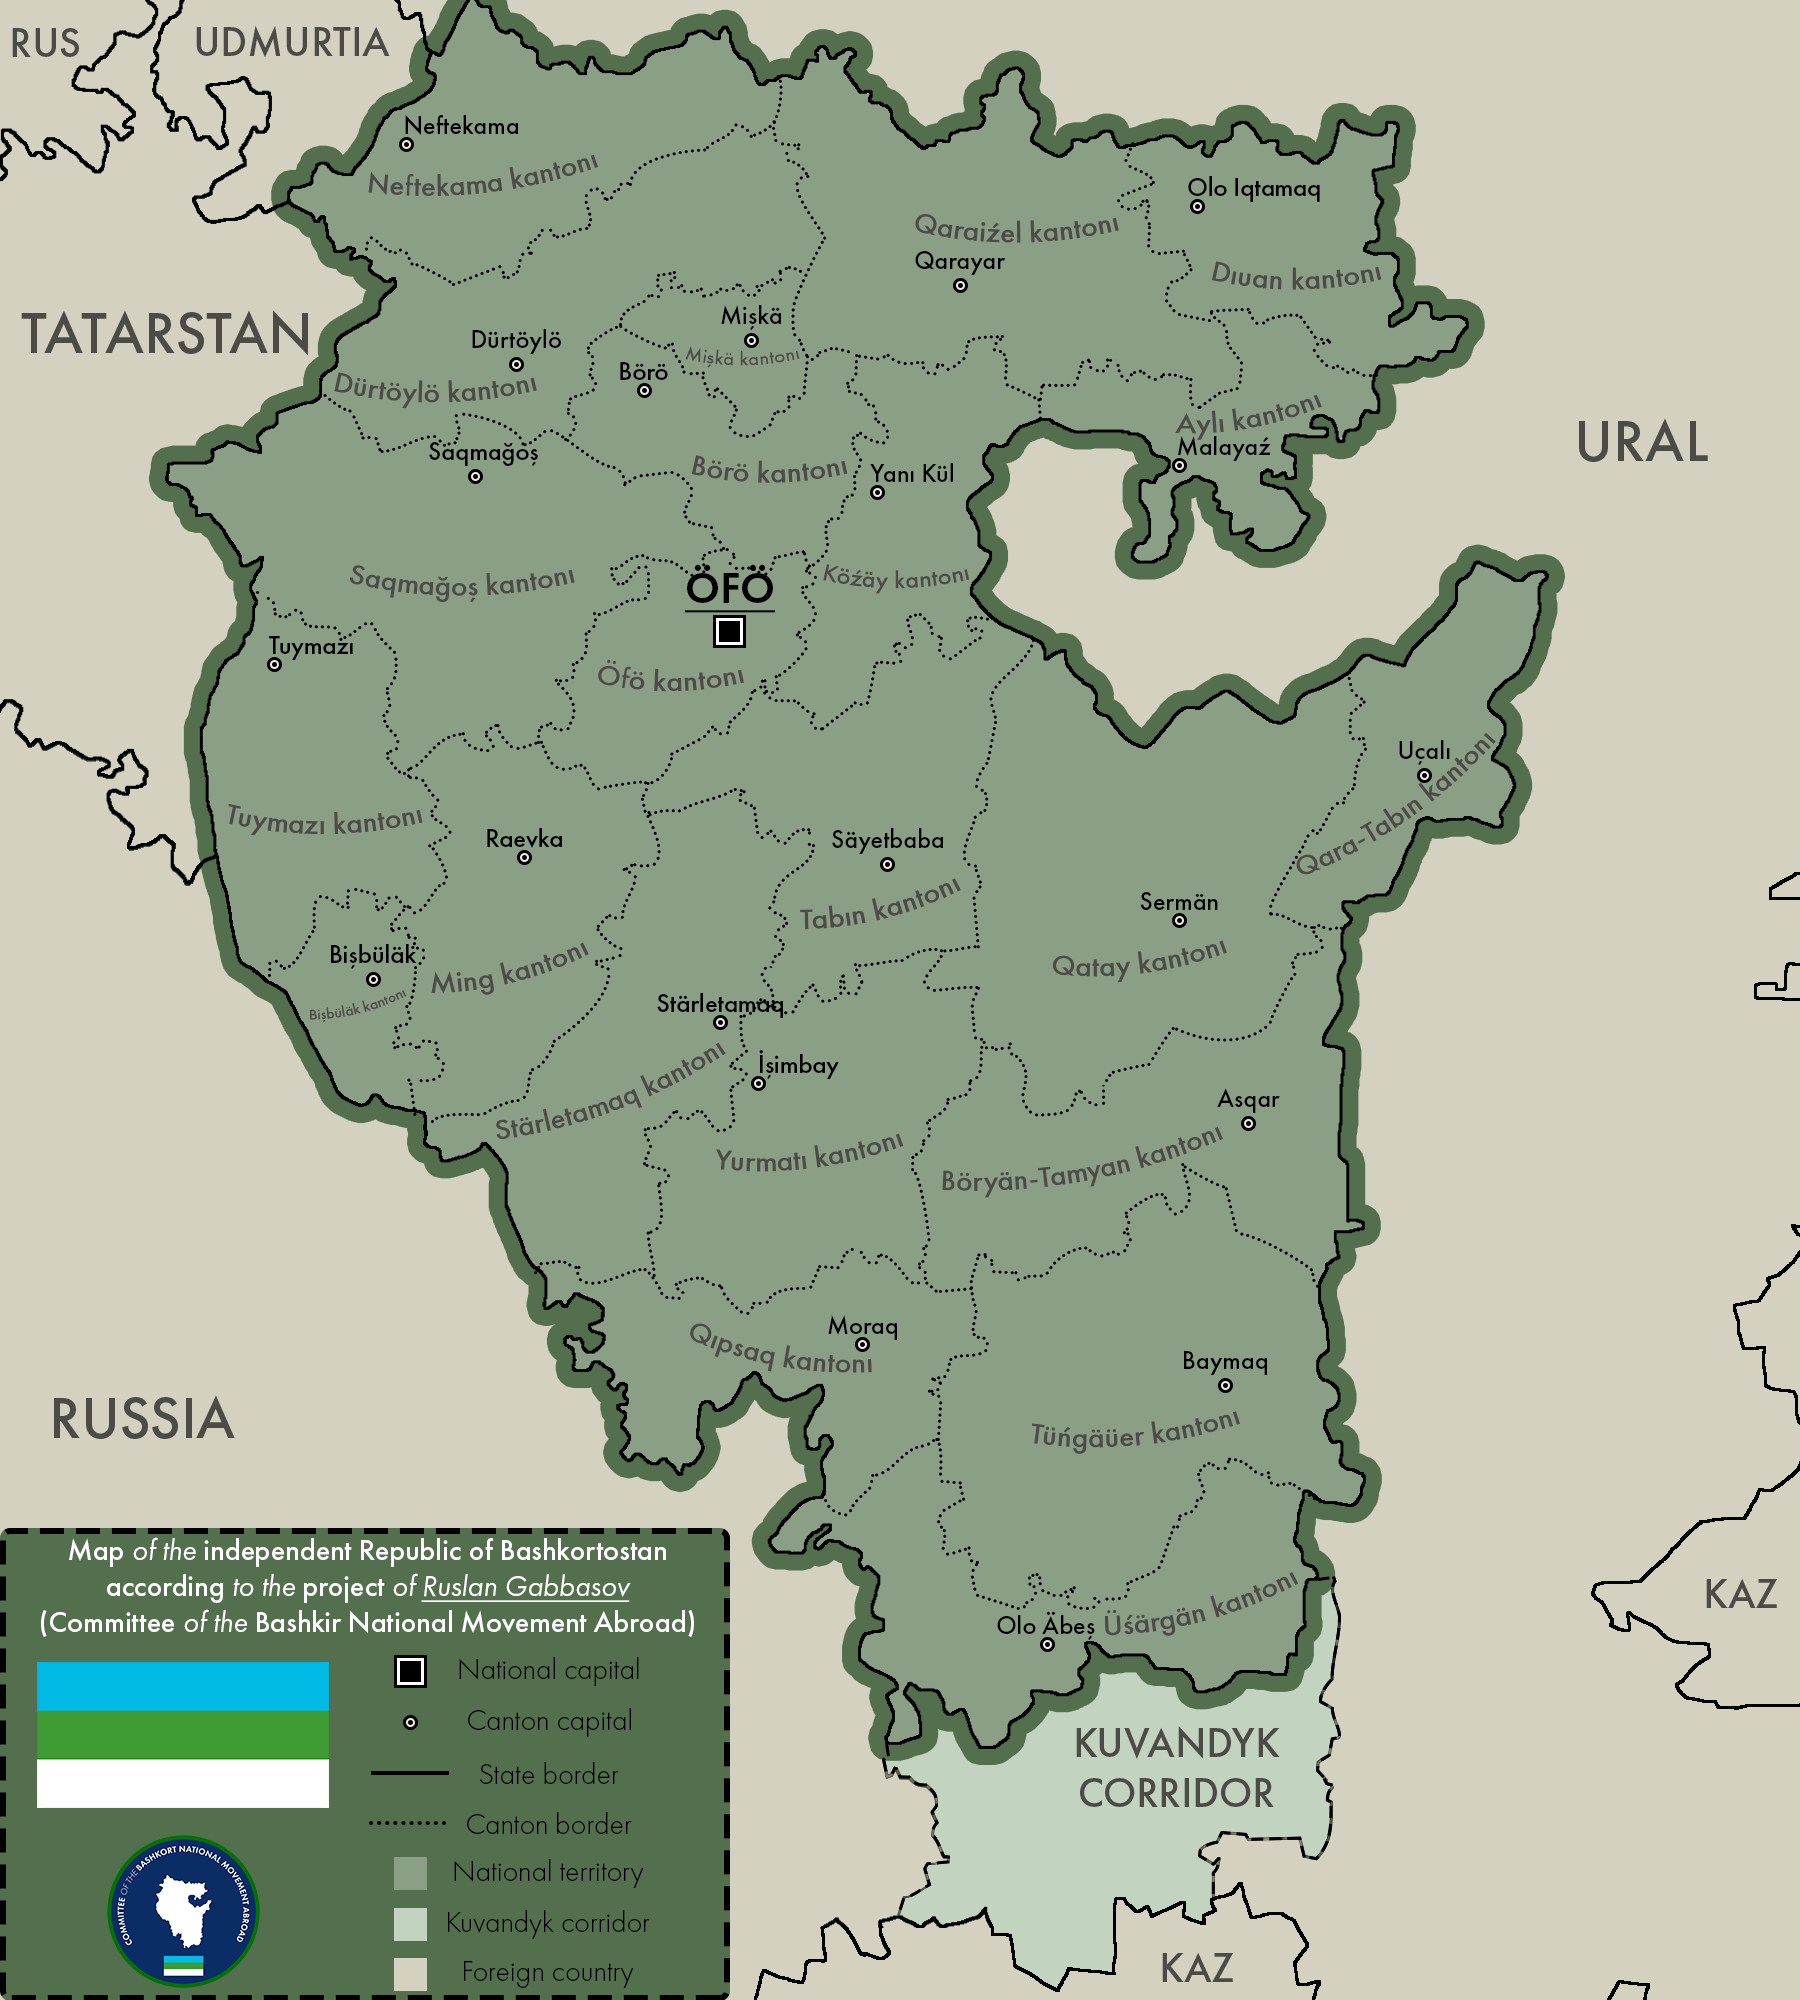 RUS
UDMURTIA
Neftekama
Neftekama kantonı
Olo Iqtamaq
Qaraiźel kantonı
Qarayar
Dıuan kantonı
TATARSTAN
Mişkä
Mişkä kantonı
Dürtöylö
Dürtöylö kantonı
Börö
Aylı kantonı
Malayaź
URAL
Saqmağoş
Börö kantonı
Yanı Kül
Saqmağoş kantonı
ÖFÖ
Köźäy kantonı
Tuymazı
Öfö kantonı
Uçalı
Qara-Tabın kantonı
Tuymazı kantonı
Raevka
Säyetbaba
Tabın kantonı
Sermän
Bişbüläk
Ming kantonı
Qatay kantonı
Bişbüläk kantonı
Stärletamaq
İşimbay
Stärletamaq kantonı
Asqar
Yurmatı kantonı
Böryän-Tamyan kantonı
Moraq
Qıpsaq kantonı
Baymaq
RUSSIA
Tüńgäüer kantonı
Olo Äbeş
Üśärgän kantonı
KAZ
KUVANDYK
CORRIDOR
KAZ
Map of the independent Republic of Bashkortostan
according to the project of Ruslan Gabbasov
(Committee of the Bashkir National Movement Abroad)
National capital
Canton capital
State border
Canton border
National territory
Kuvandyk corridor
Foreign country
COMMITTEE OF THE BASHKORT NATIONAL MOVEMENT ABROAD